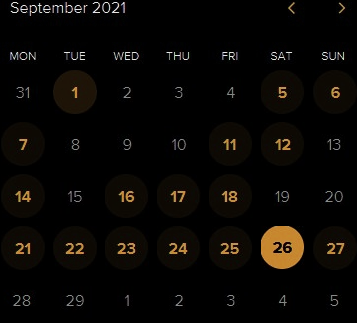 September 2021
MON TUE WED THU FRI SAT SUN
31 1 2 3 4 5 6
7 8 9 10 11 12 13
14 15 16 17 18 19 20
21 22 23 24 25 26 27
28 29 1 2 3 4 5